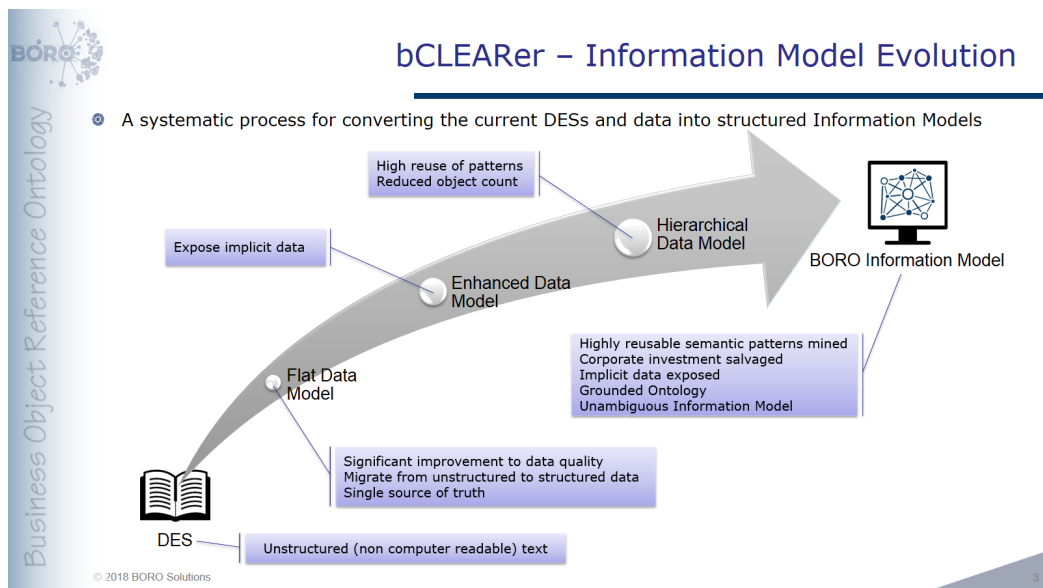 BORO
bCLEARer – Information Model Evolution
A systematic process for converting the current DESs and data into structured Information Models
Business Object Reference Ontology
High reuse of patterns
Reduced object count
Hierarchical
Data Model
BORO Information Model
Expose implicit data
Enhanced Data
Model
Highly reusable semantic patterns mined
Corporate investment salvaged
Implicit data exposed
Grounded Ontology
Unambiguous Information Model
Flat Data
Model
Significant improvement to data quality
Migrate from unstructured to structured data
Single source of truth
DES
Unstructured (non computer readable) text
© 2018 BORO Solutions
3